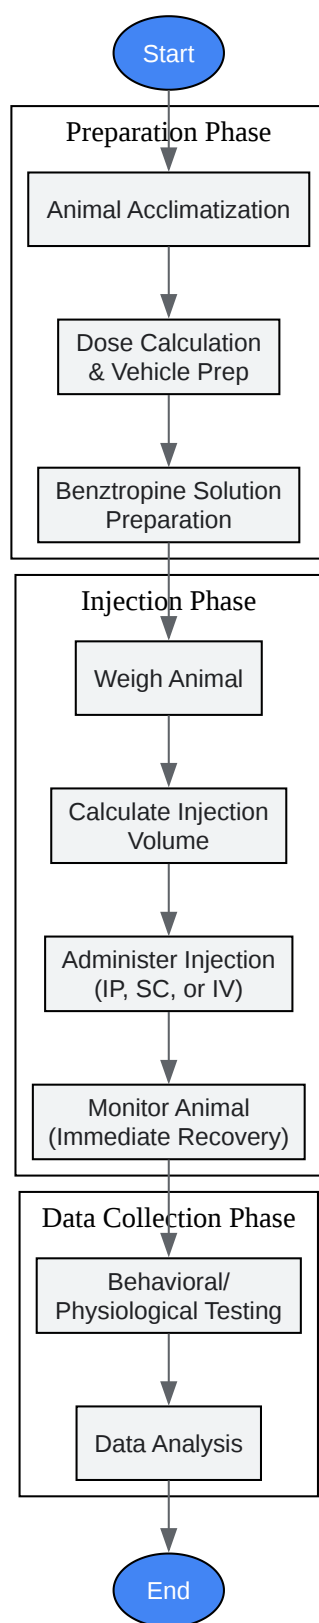 Start
Preparation Phase
Animal Acclimatization
Dose Calculation
& Vehicle Prep
Benztropine Solution
Preparation
Injection Phase
Weigh Animal
Calculate Injection
Volume
Administer Injection
(IP, SC, or IV)
Monitor Animal
(Immediate Recovery)
Data Collection Phase
Behavioral/
Physiological Testing
Data Analysis
End